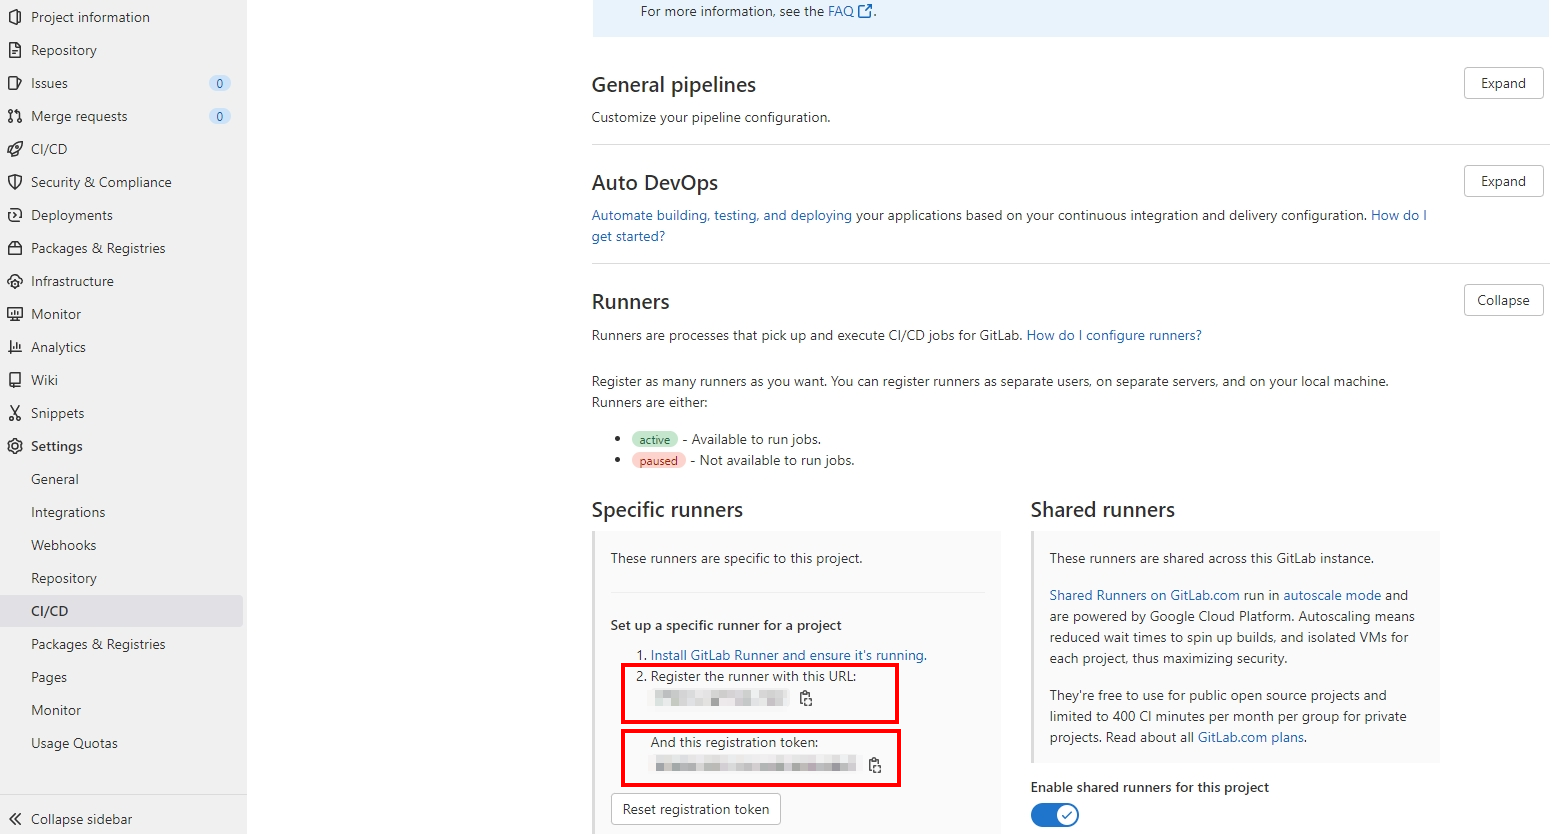 Project information
Repository
Issues 0
Merge requests 0
CI/CD
Security & Compliance
Deployments
Packages & Registries
Infrastructure
Monitor
Analytics
Wiki
Snippets
Settings
General
Integrations
Webhooks
Repository
CI/CD
Packages & Registries
Pages
Monitor
Usage Quotas
Collapse sidebar
For more information, see the FAQ.
General pipelines
Expand
Customize your pipeline configuration.
Auto DevOps
Expand
Automate building, testing, and deploying your applications based on your continuous integration and delivery configuration. How do I
get started?
Runners
Collapse
Runners are processes that pick up and execute CI/CD jobs for GitLab. How do I configure runners?
Register as many runners as you want. You can register runners as separate users, on separate servers, and on your local machine.
Runners are either:
• active - Available to run jobs.
• paused - Not available to run jobs.
Specific runners
These runners are specific to this project.
Set up a specific runner for a project
1. Install GitLab Runner and ensure it's running.
2. Register the runner with this URL:
And this registration token:
Reset registration token
Shared runners
These runners are shared across this GitLab instance.
Shared Runners on GitLab.com run in autoscale mode and
are powered by Google Cloud Platform. Autoscaling means
reduced wait times to spin up builds, and isolated VMs for
each project, thus maximizing security.
They're free to use for public open source projects and
limited to 400 CI minutes per month per group for private
projects. Read about all GitLab.com plans.
Enable shared runners for this project